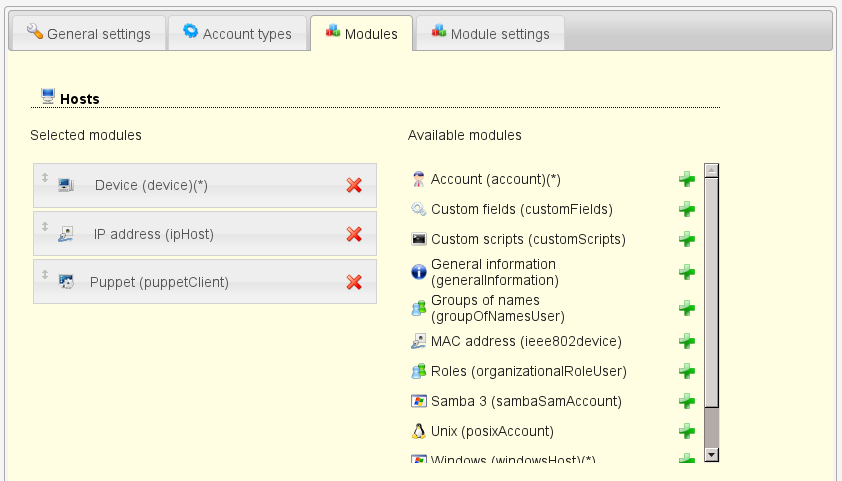 General settings
Account types
Modules
Module settings
Hosts
Selected modules
Available modules
Device (device)(*)
IP address (ipHost)
Puppet (puppetClient)
Account (account)(*)
Custom fields (customFields)
Custom scripts (customScripts)
General information
(generalInformation)
Groups of names
(groupOfNamesUser)
MAC address (ieee802device)
Roles (organizationalRoleUser)
Samba 3 (sambaSamAccount)
Unix (posixAccount)
Windows (windowsHost)(*)